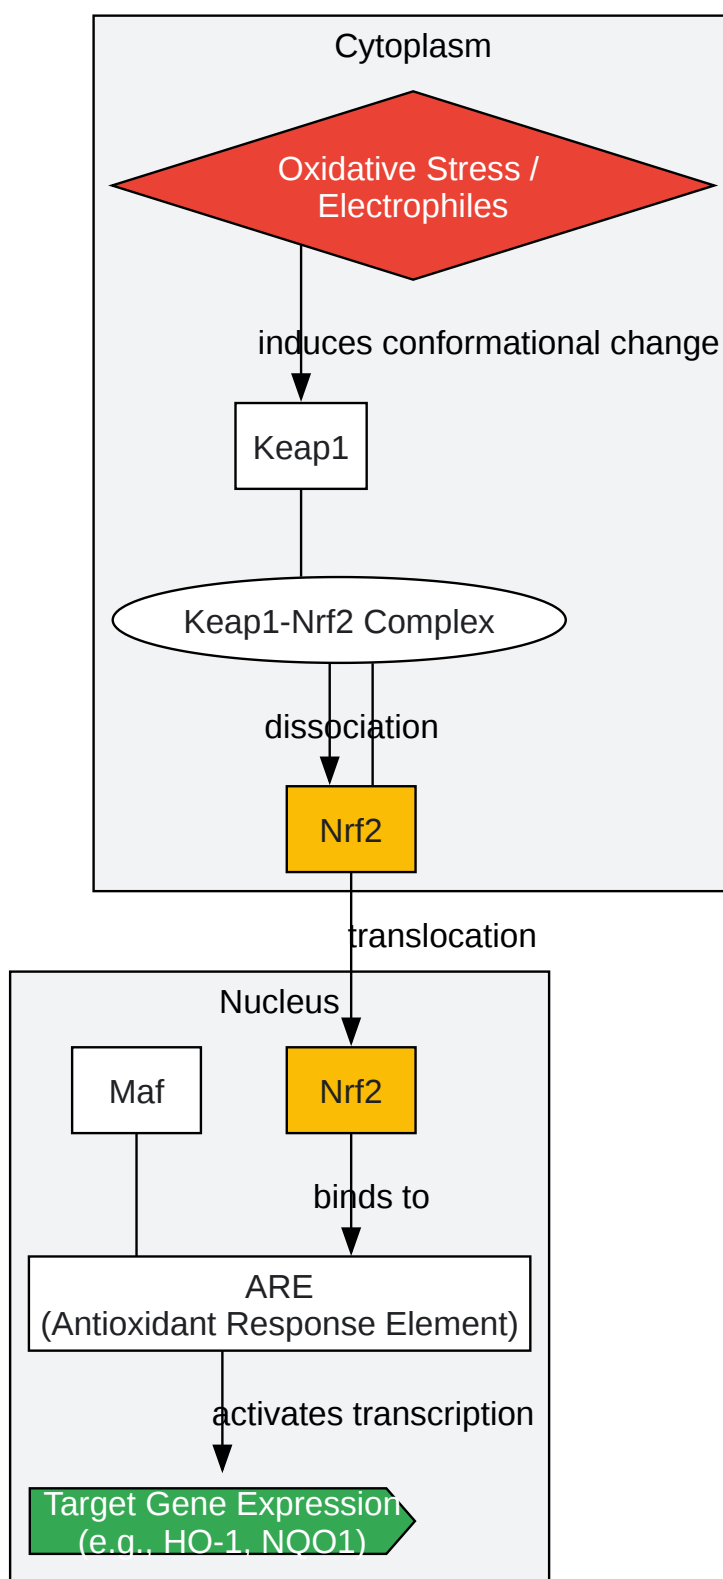 Cytoplasm
Oxidative Stress /
Electrophiles
induces conformational change
Keap1
Keap1-Nrf2 Complex
dissociation
Nrf2
translocation
Nucleus
Maf
Nrf2
binds to
ARE
(Antioxidant Response Element)
activates transcription
Target Gene Expression
(e.g., HO-1, NQO1)